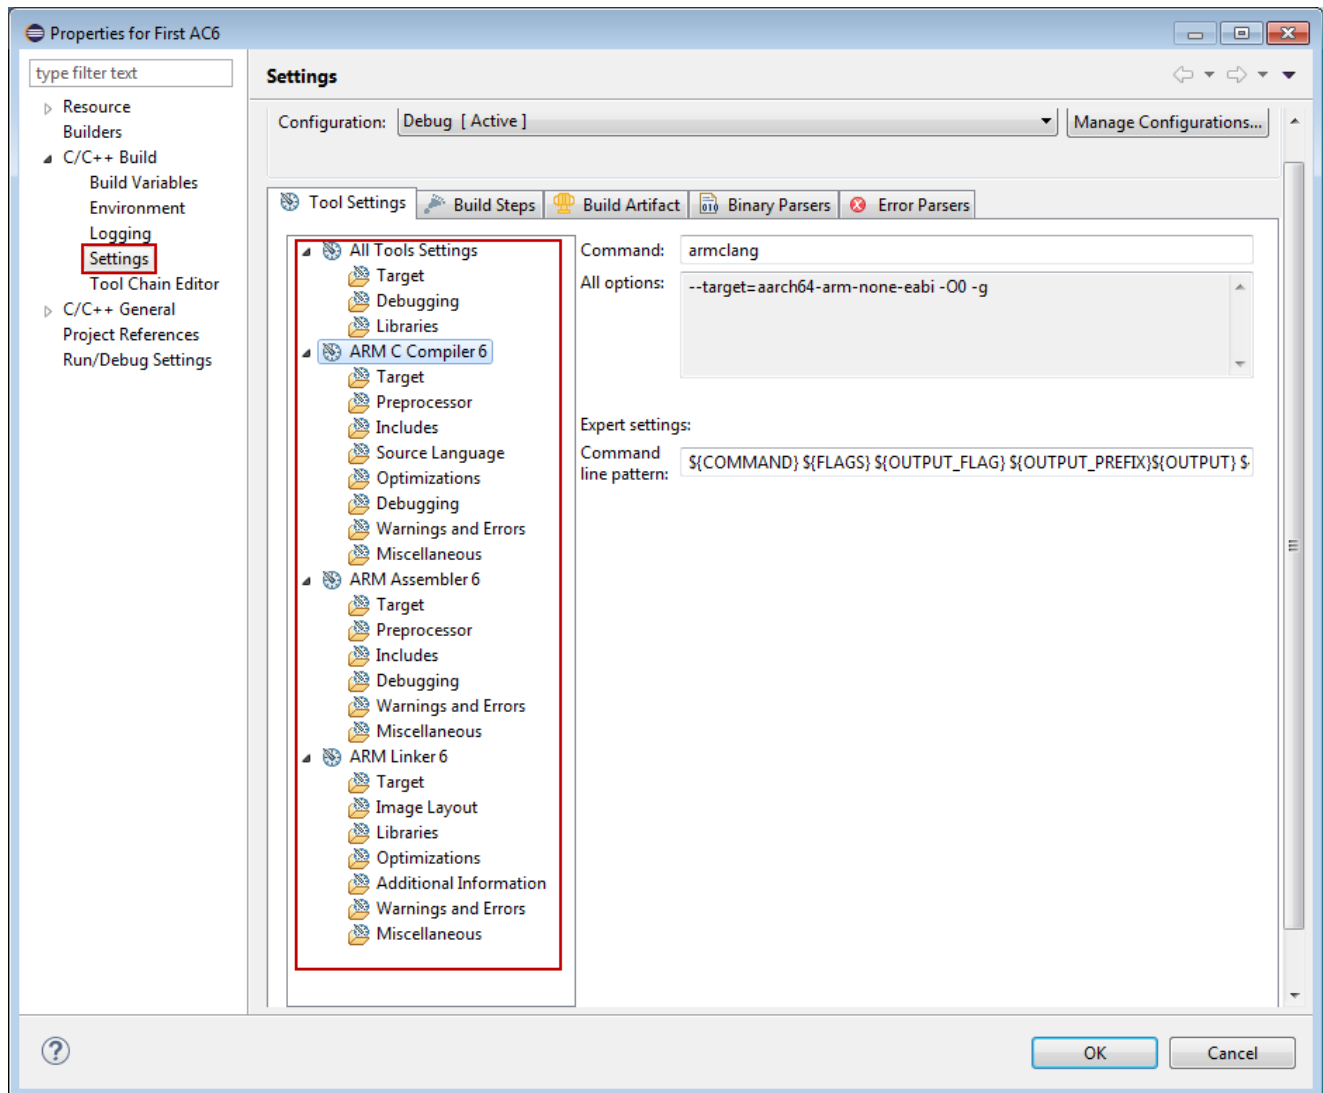 Properties for First AC6
type filter text
Resource
Builders
C/C++ Build
Build Variables
Environment
Logging
Settings
Tool Chain Editor
C/C++ General
Project References
Run/Debug Settings
Settings
Configuration: Debug [ Active ] Manage Configurations...
Tool Settings Build Steps Build Artifact Binary Parsers Error Parsers
All Tools Settings
Target
Debugging
Libraries
ARM C Compiler 6
Target
Preprocessor
Includes
Source Language
Optimizations
Debugging
Warnings and Errors
Miscellaneous
ARM Assembler 6
Target
Preprocessor
Includes
Debugging
Warnings and Errors
Miscellaneous
ARM Linker 6
Target
Image Layout
Libraries
Optimizations
Additional Information
Warnings and Errors
Miscellaneous
Command: armclang
All options: --target=aarch64-arm-none-eabi -O0 -g
Expert settings:
Command
line pattern: ${COMMAND} ${FLAGS} ${OUTPUT_FLAG} ${OUTPUT_PREFIX}${OUTPUT} $
OK Cancel